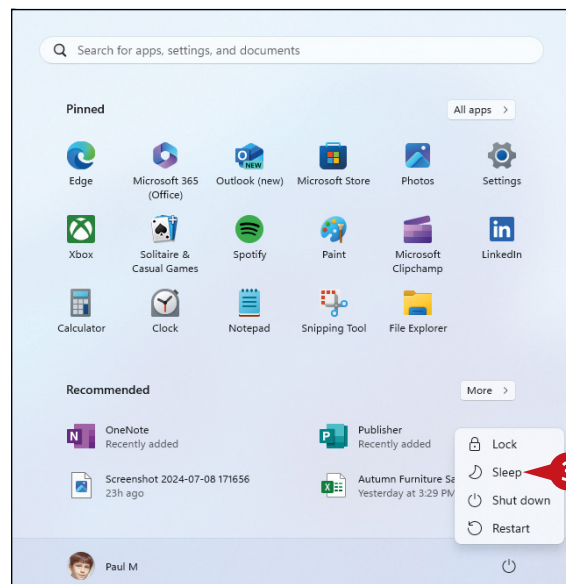 Search for apps, settings, and documents
Pinned
All apps >
Edge
Microsoft 365
(Office)
Outlook (new)
NEW
Microsoft Store
Photos
Settings
Xbox
Solitaire &
Casual Games
Spotify
Paint
Microsoft
Clipchamp
LinkedIn
in
Calculator
Clock
Notepad
Snipping Tool
File Explorer
Recommended
More >
N
OneNote
Recently added
P
Publisher
Recently added
Screenshot 2024-07-08 171656
23h ago
X
Autumn Furniture Sa
Yesterday at 3:29 PM
Lock
Sleep
3
Shut down
Restart
Paul M